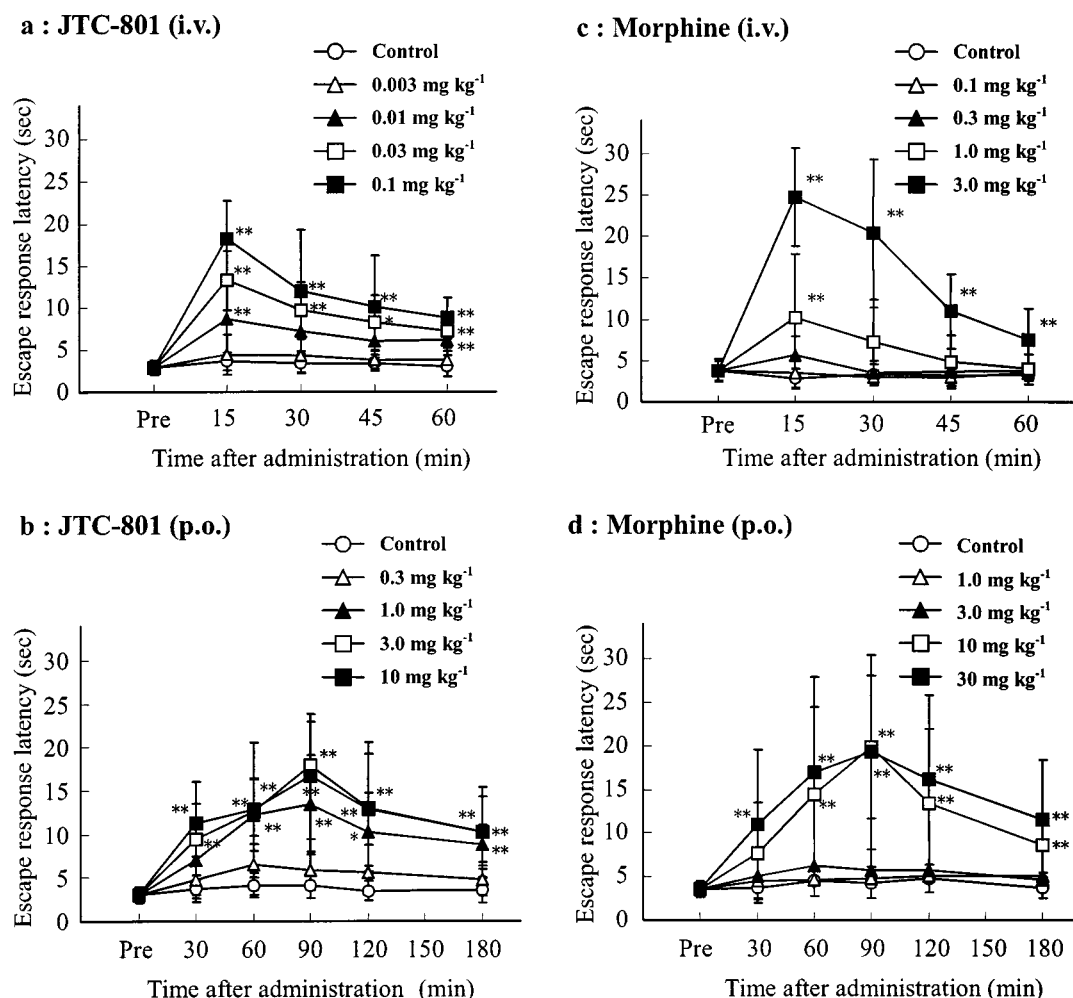 a : JTC-801 (i.v.)
Control
0.003 mg kg⁻¹
0.01 mg kg⁻¹
0.03 mg kg⁻¹
0.1 mg kg⁻¹
Escape response latency (sec)
30
25
20
15
10
5
0
**
**
**
**
**
**
*
**
**
**
Pre 15 30 45 60
Time after administration (min)
c : Morphine (i.v.)
Control
0.1 mg kg⁻¹
0.3 mg kg⁻¹
1.0 mg kg⁻¹
3.0 mg kg⁻¹
Escape response latency (sec)
30
25
20
15
10
5
0
**
**
**
**
**
Pre 15 30 45 60
Time after administration (min)
b : JTC-801 (p.o.)
Control
0.3 mg kg⁻¹
1.0 mg kg⁻¹
3.0 mg kg⁻¹
10 mg kg⁻¹
Escape response latency (sec)
30
25
20
15
10
5
0
**
**
**
**
**
**
**
**
**
**
*
**
**
Pre 30 60 90 120 150 180
Time after administration (min)
d : Morphine (p.o.)
Control
1.0 mg kg⁻¹
3.0 mg kg⁻¹
10 mg kg⁻¹
30 mg kg⁻¹
Escape response latency (sec)
30
25
20
15
10
5
0
**
**
**
**
**
**
**
**
**
Pre 30 60 90 120 150 180
Time after administration (min)